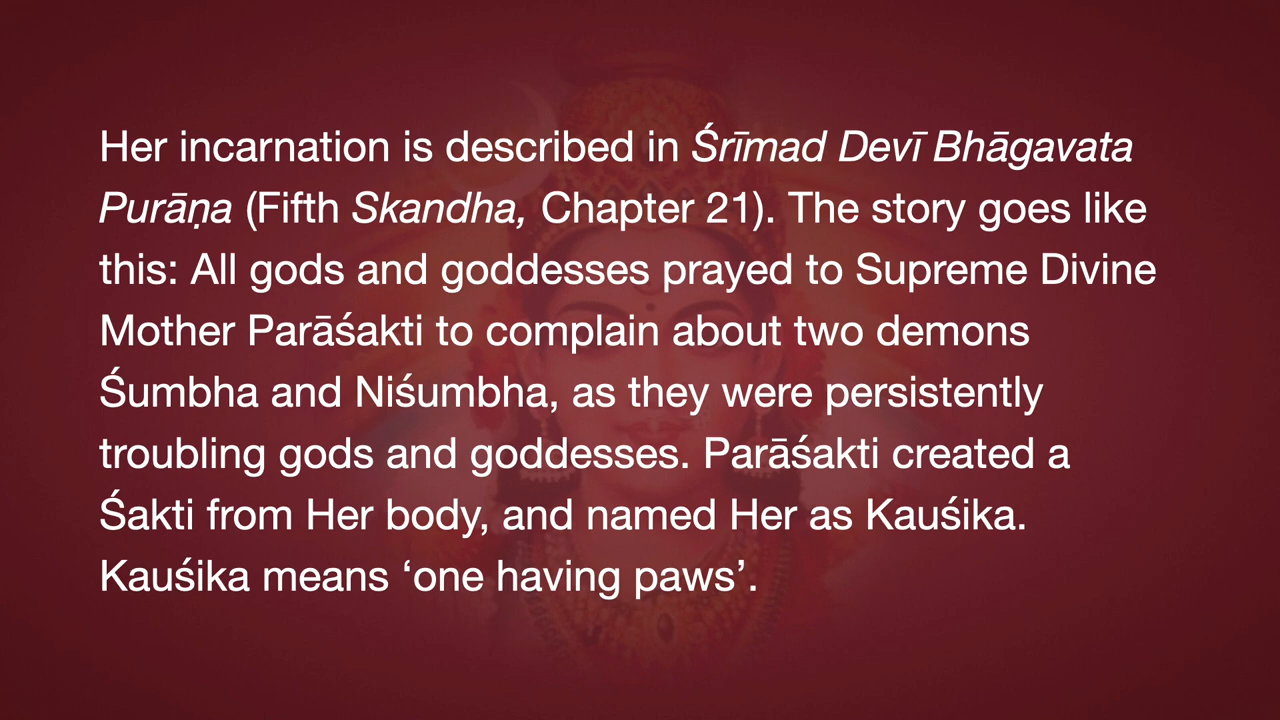 Her incarnation is described in Śrīmad Devī Bhāgavata
Purāṇa (Fifth Skandha, Chapter 21). The story goes like
this: All gods and goddesses prayed to Supreme Divine
Mother Parāśakti to complain about two demons
Śumbha and Niśumbha, as they were persistently
troubling gods and goddesses. Parāśakti created a
Śakti from Her body, and named Her as Kauśika.
Kauśika means ‘one having paws’.